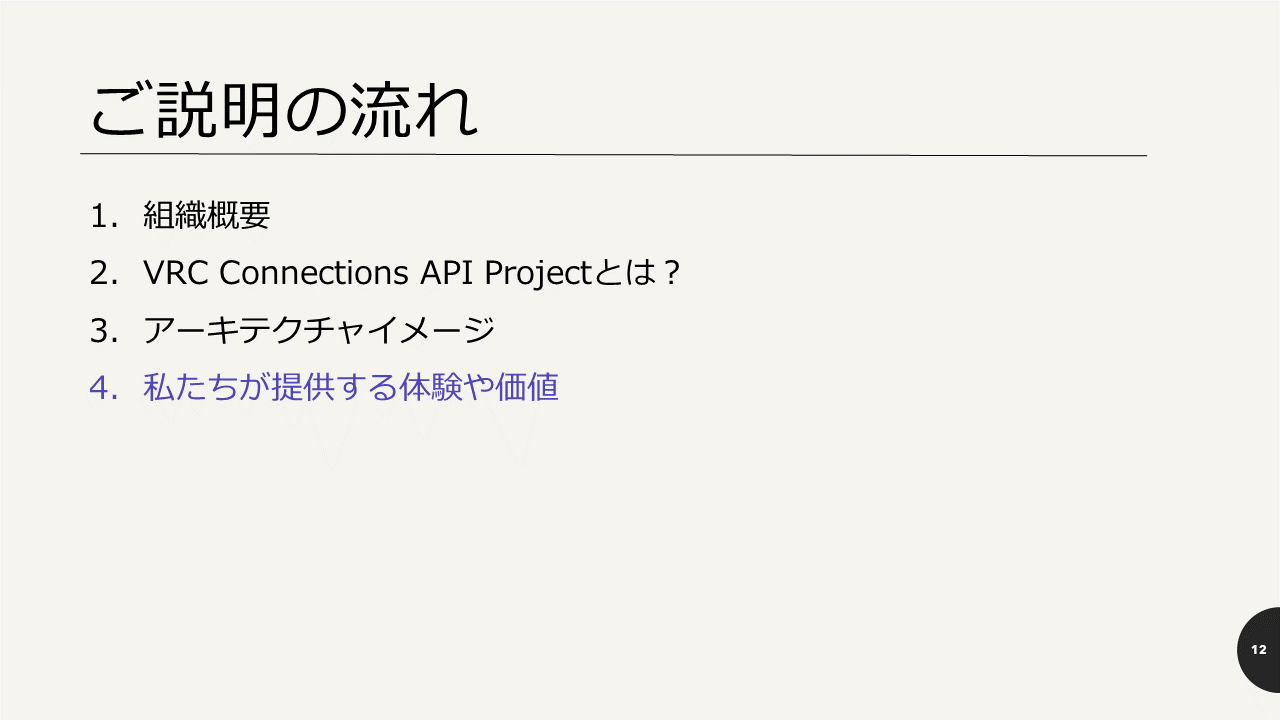 ご説明の流れ
1. 組織概要
2. VRC Connections API Projectとは？
3. アーキテクチャイメージ
4. 私たちが提供する体験や価値
12